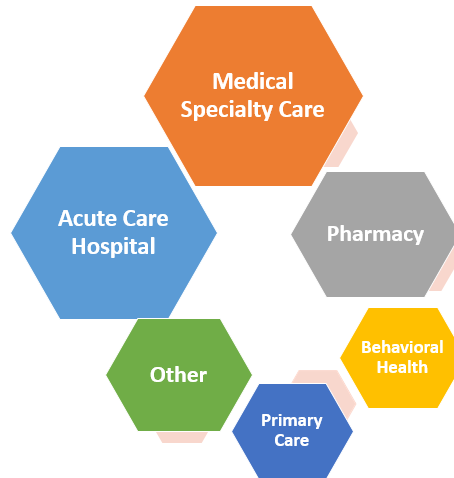 Medical
Specialty Care
Acute Care
Hospital
Pharmacy
Behavioral
Health
Other
Primary
Care